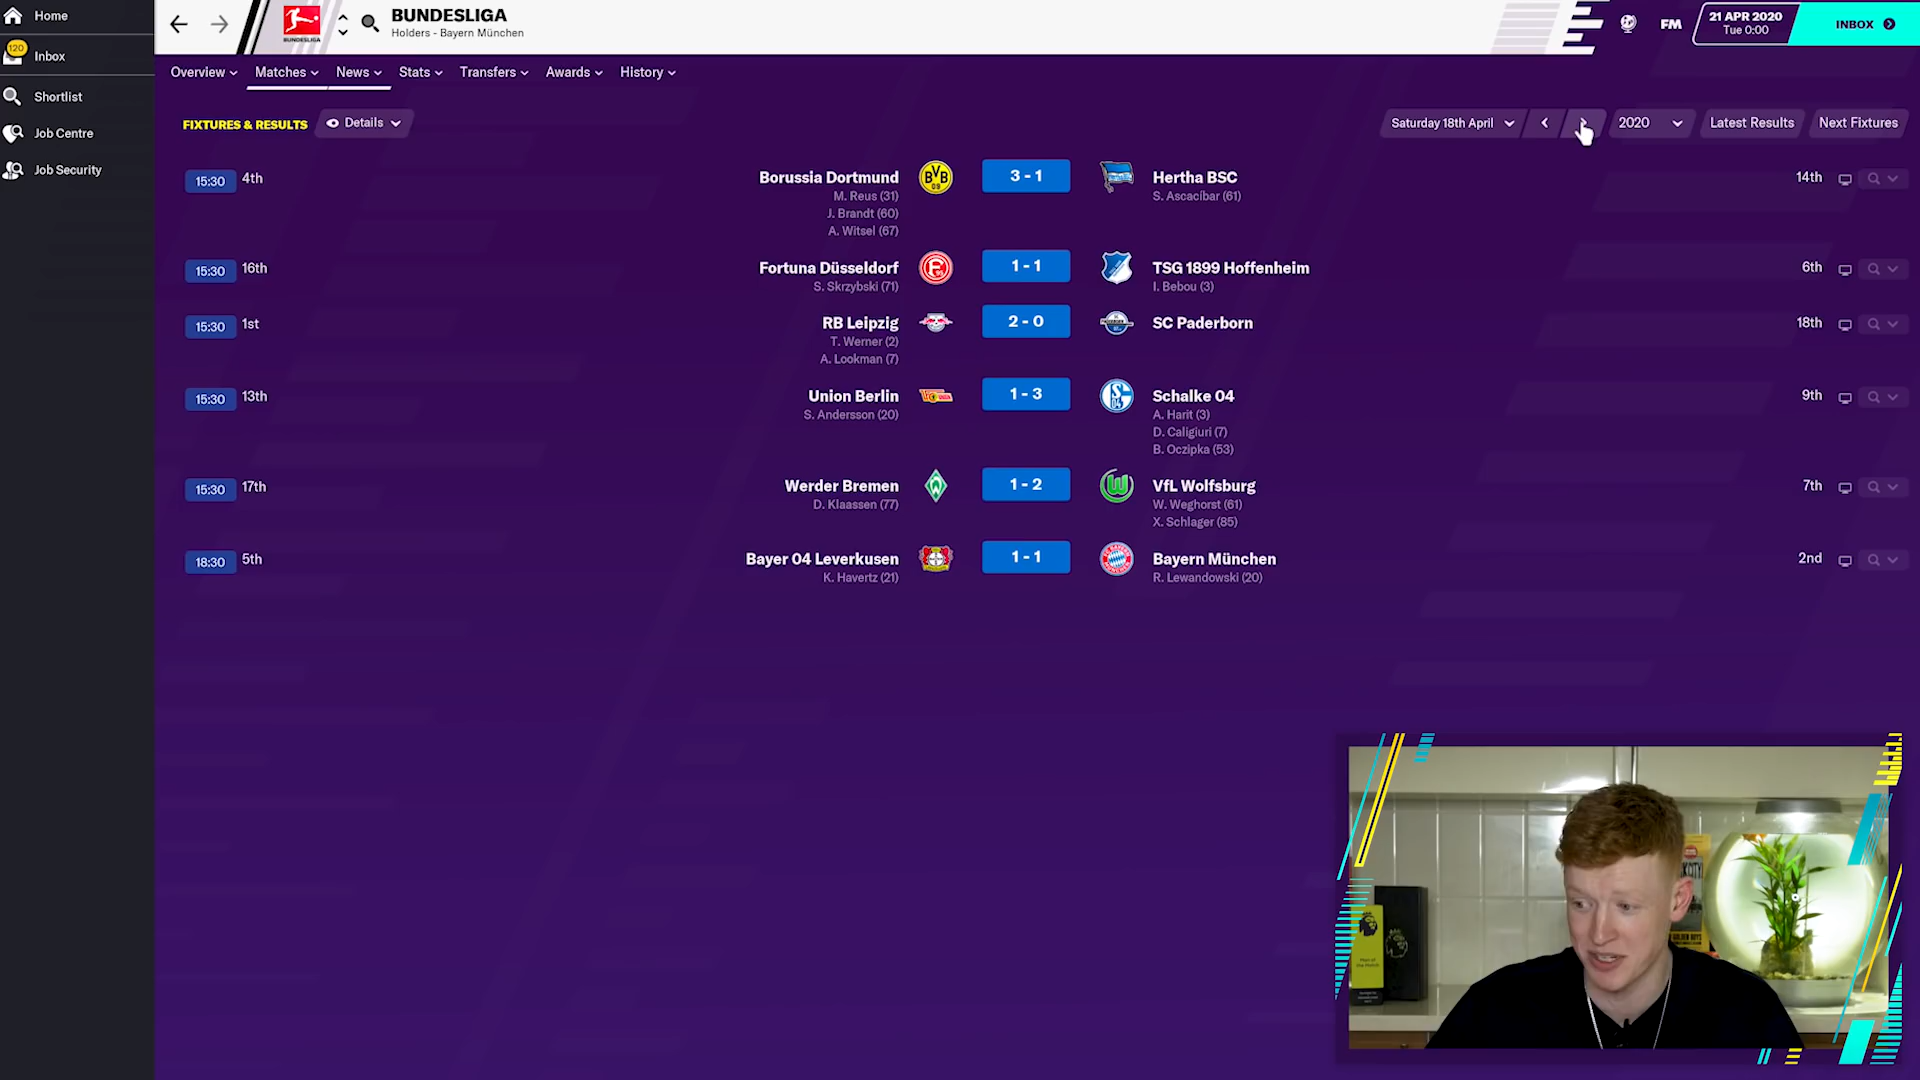 Home
120
Inbox
Shortlist
Job Centre
Job Security
BUNDESLIGA
BUNDESLIGA
Holders - Bayern München
FM
21 APR 2020
Tue 0:00
INBOX
Overview
Matches
News
Stats
Transfers
Awards
History
FIXTURES & RESULTS
Details
Saturday 18th April
2020
Latest Results
Next Fixtures
15:30 4th Borussia Dortmund 3 - 1 Hertha BSC 14th
M. Reus (31) S. Ascacíbar (61)
J. Brandt (60)
A. Witsel (67)
15:30 16th Fortuna Düsseldorf 1 - 1 TSG 1899 Hoffenheim 6th
S. Skrzybski (71) I. Bebou (3)
15:30 1st RB Leipzig 2 - 0 SC Paderborn 18th
T. Werner (2)
A. Lookman (7)
15:30 13th Union Berlin 1 - 3 Schalke 04 9th
S. Andersson (20) A. Harit (3)
D. Caligiuri (7)
B. Oczipka (53)
15:30 17th Werder Bremen 1 - 2 VfL Wolfsburg 7th
D. Klaassen (77) W. Weghorst (61)
X. Schlager (85)
18:30 5th Bayer 04 Leverkusen 1 - 1 Bayern München 2nd
K. Havertz (21) R. Lewandowski (20)